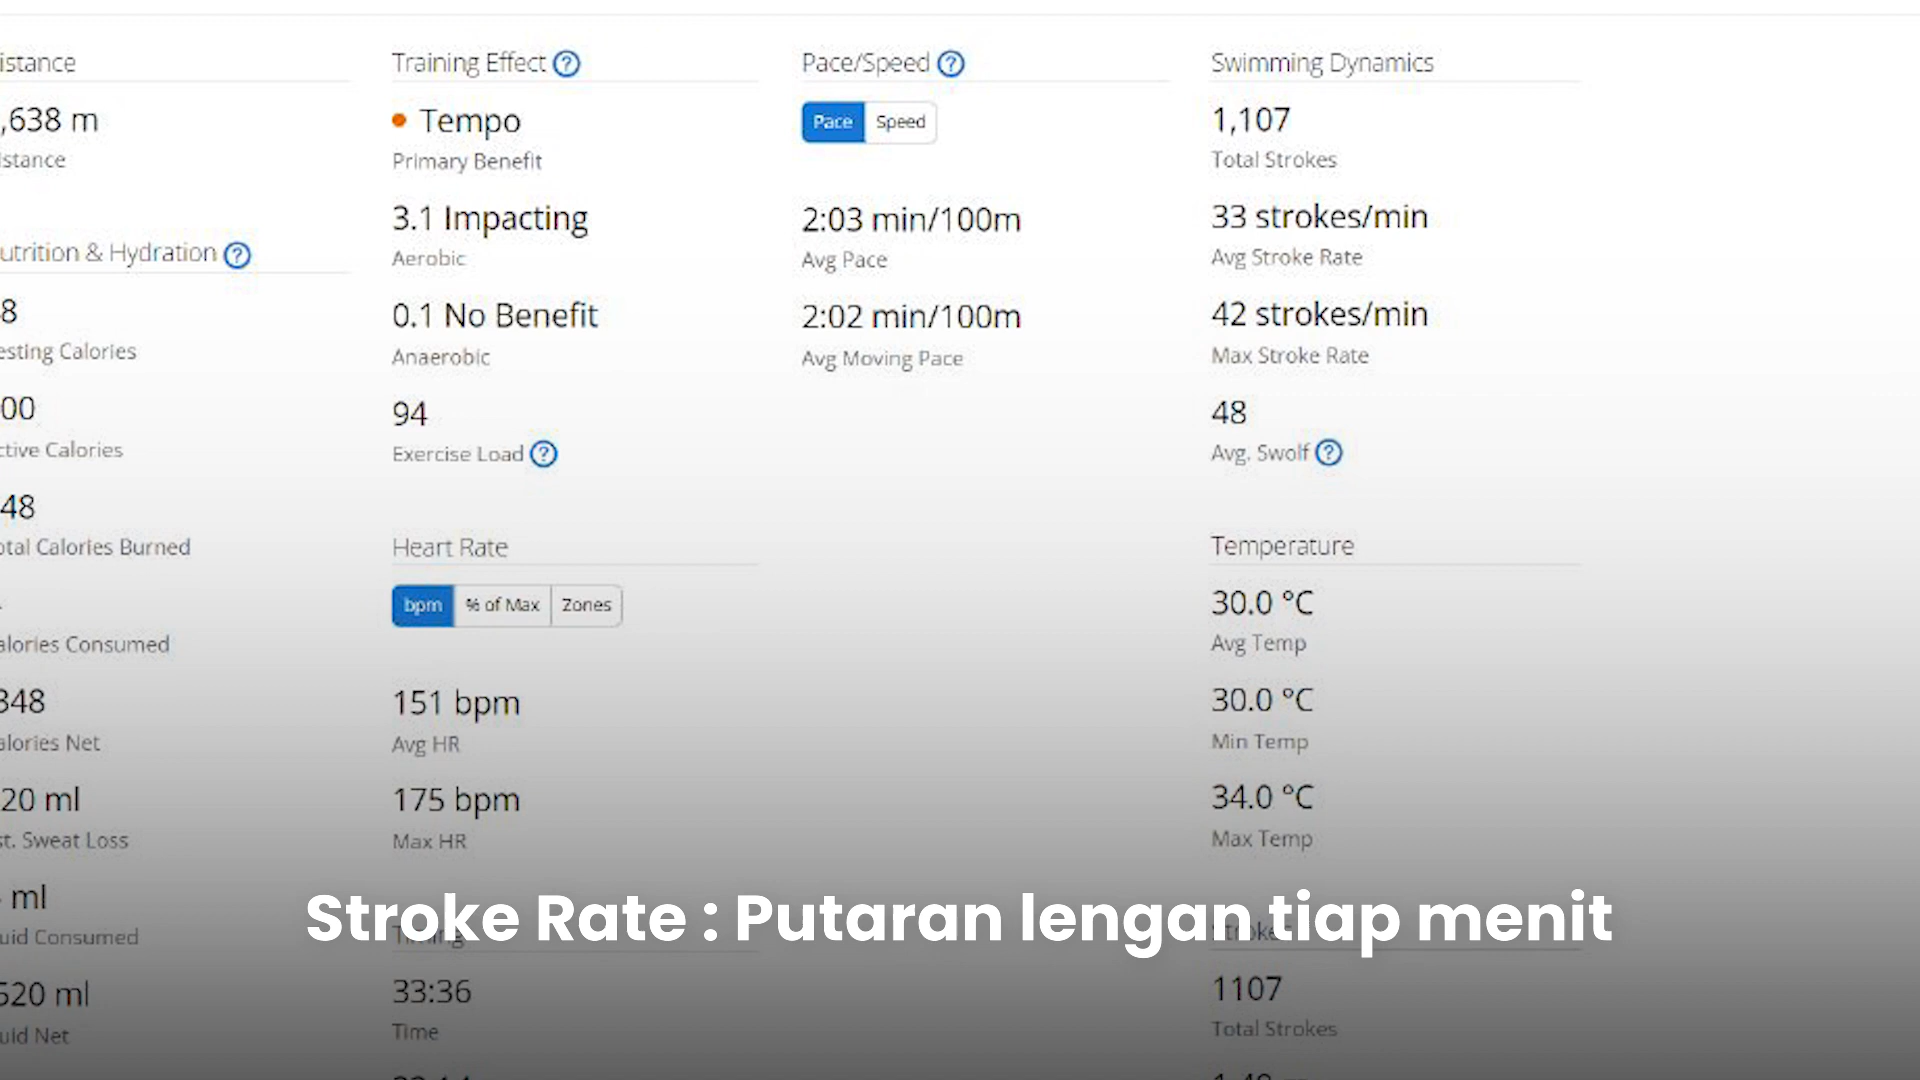 istance
,638 m
istance
utrition & Hydration
8
esting Calories
00
ctive Calories
48
otal Calories Burned
alories Consumed
348
alories Net
20 ml
st. Sweat Loss
ml
uid Consumed
520 ml
uid Net
Training Effect
Tempo
Primary Benefit
3.1 Impacting
Aerobic
0.1 No Benefit
Anaerobic
94
Exercise Load
Heart Rate
bpm % of Max Zones
151 bpm
Avg HR
175 bpm
Max HR
Timing
33:36
Time
Pace/Speed
Pace Speed
2:03 min/100m
Avg Pace
2:02 min/100m
Avg Moving Pace
Swimming Dynamics
1,107
Total Strokes
33 strokes/min
Avg Stroke Rate
42 strokes/min
Max Stroke Rate
48
Avg. Swolf
Temperature
30.0 °C
Avg Temp
30.0 °C
Min Temp
34.0 °C
Max Temp
Strokes
1107
Total Strokes
Stroke Rate : Putaran lengan tiap menit